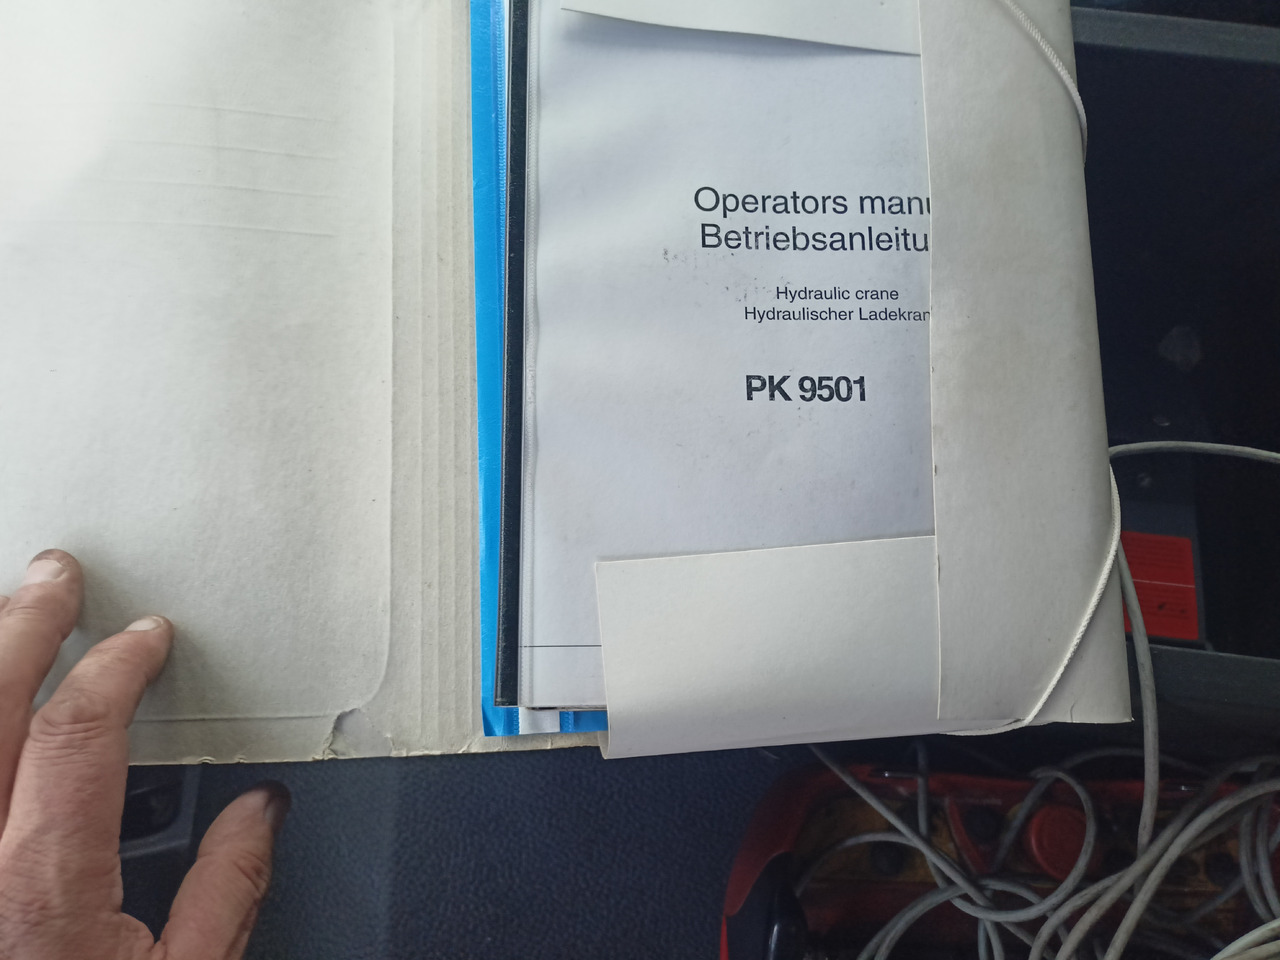 Operators manu
Betriebsanleitu
Hydraulic crane
Hydraulischer Ladekran
PK 9501